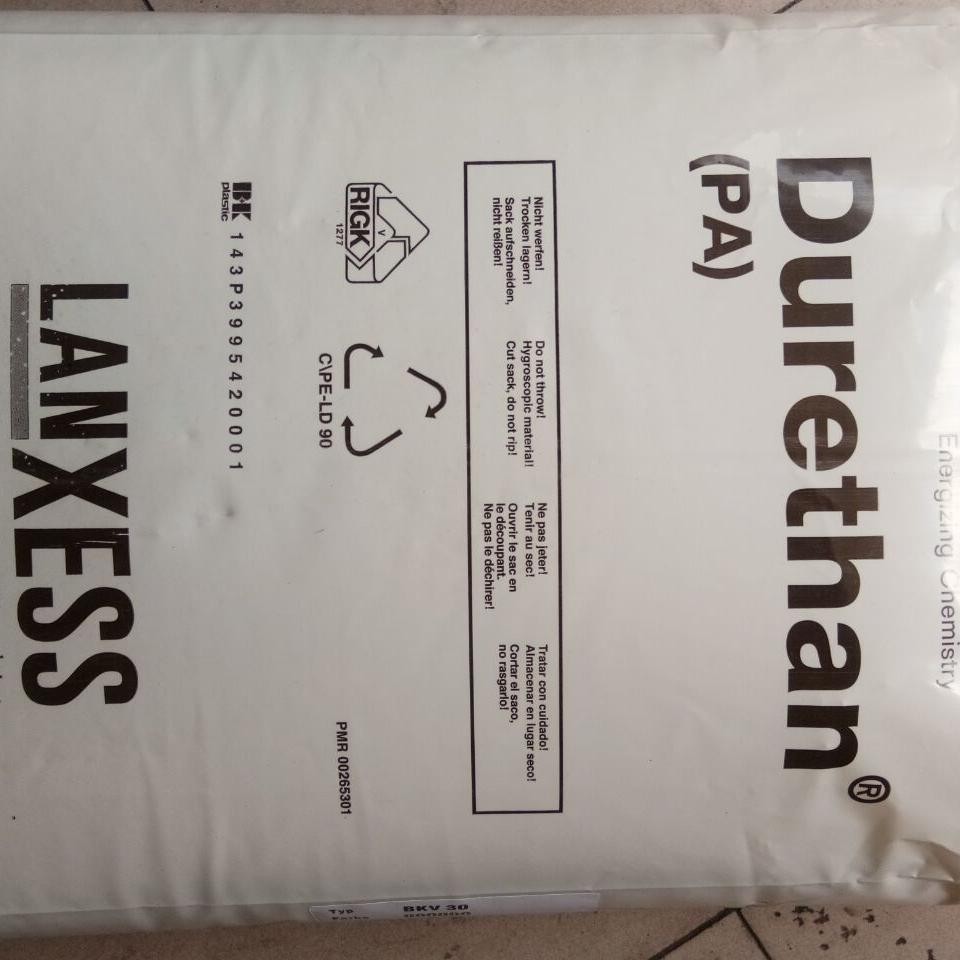 Energizing Chemistry
Durethan®
(PA)
Nicht werfen!
Trocken lagern!
Sack aufschneiden,
nicht reißen!
Do not throw!
Hygroscopic material!
Cut sack, do not rip!
Ne pas jeter!
Tenir au sec!
Ouvrir le sac en
le découpant.
Ne pas le déchirer!
Tratar con cuidado!
Almacenar en lugar seco!
Cortar el saco,
no rasgarlo!
RIGK
V
1277
C\PE-LD 90
PMR 00265301
BK
plastic
143P3995420001
LANXESS
Typ BKV 30
Farbe